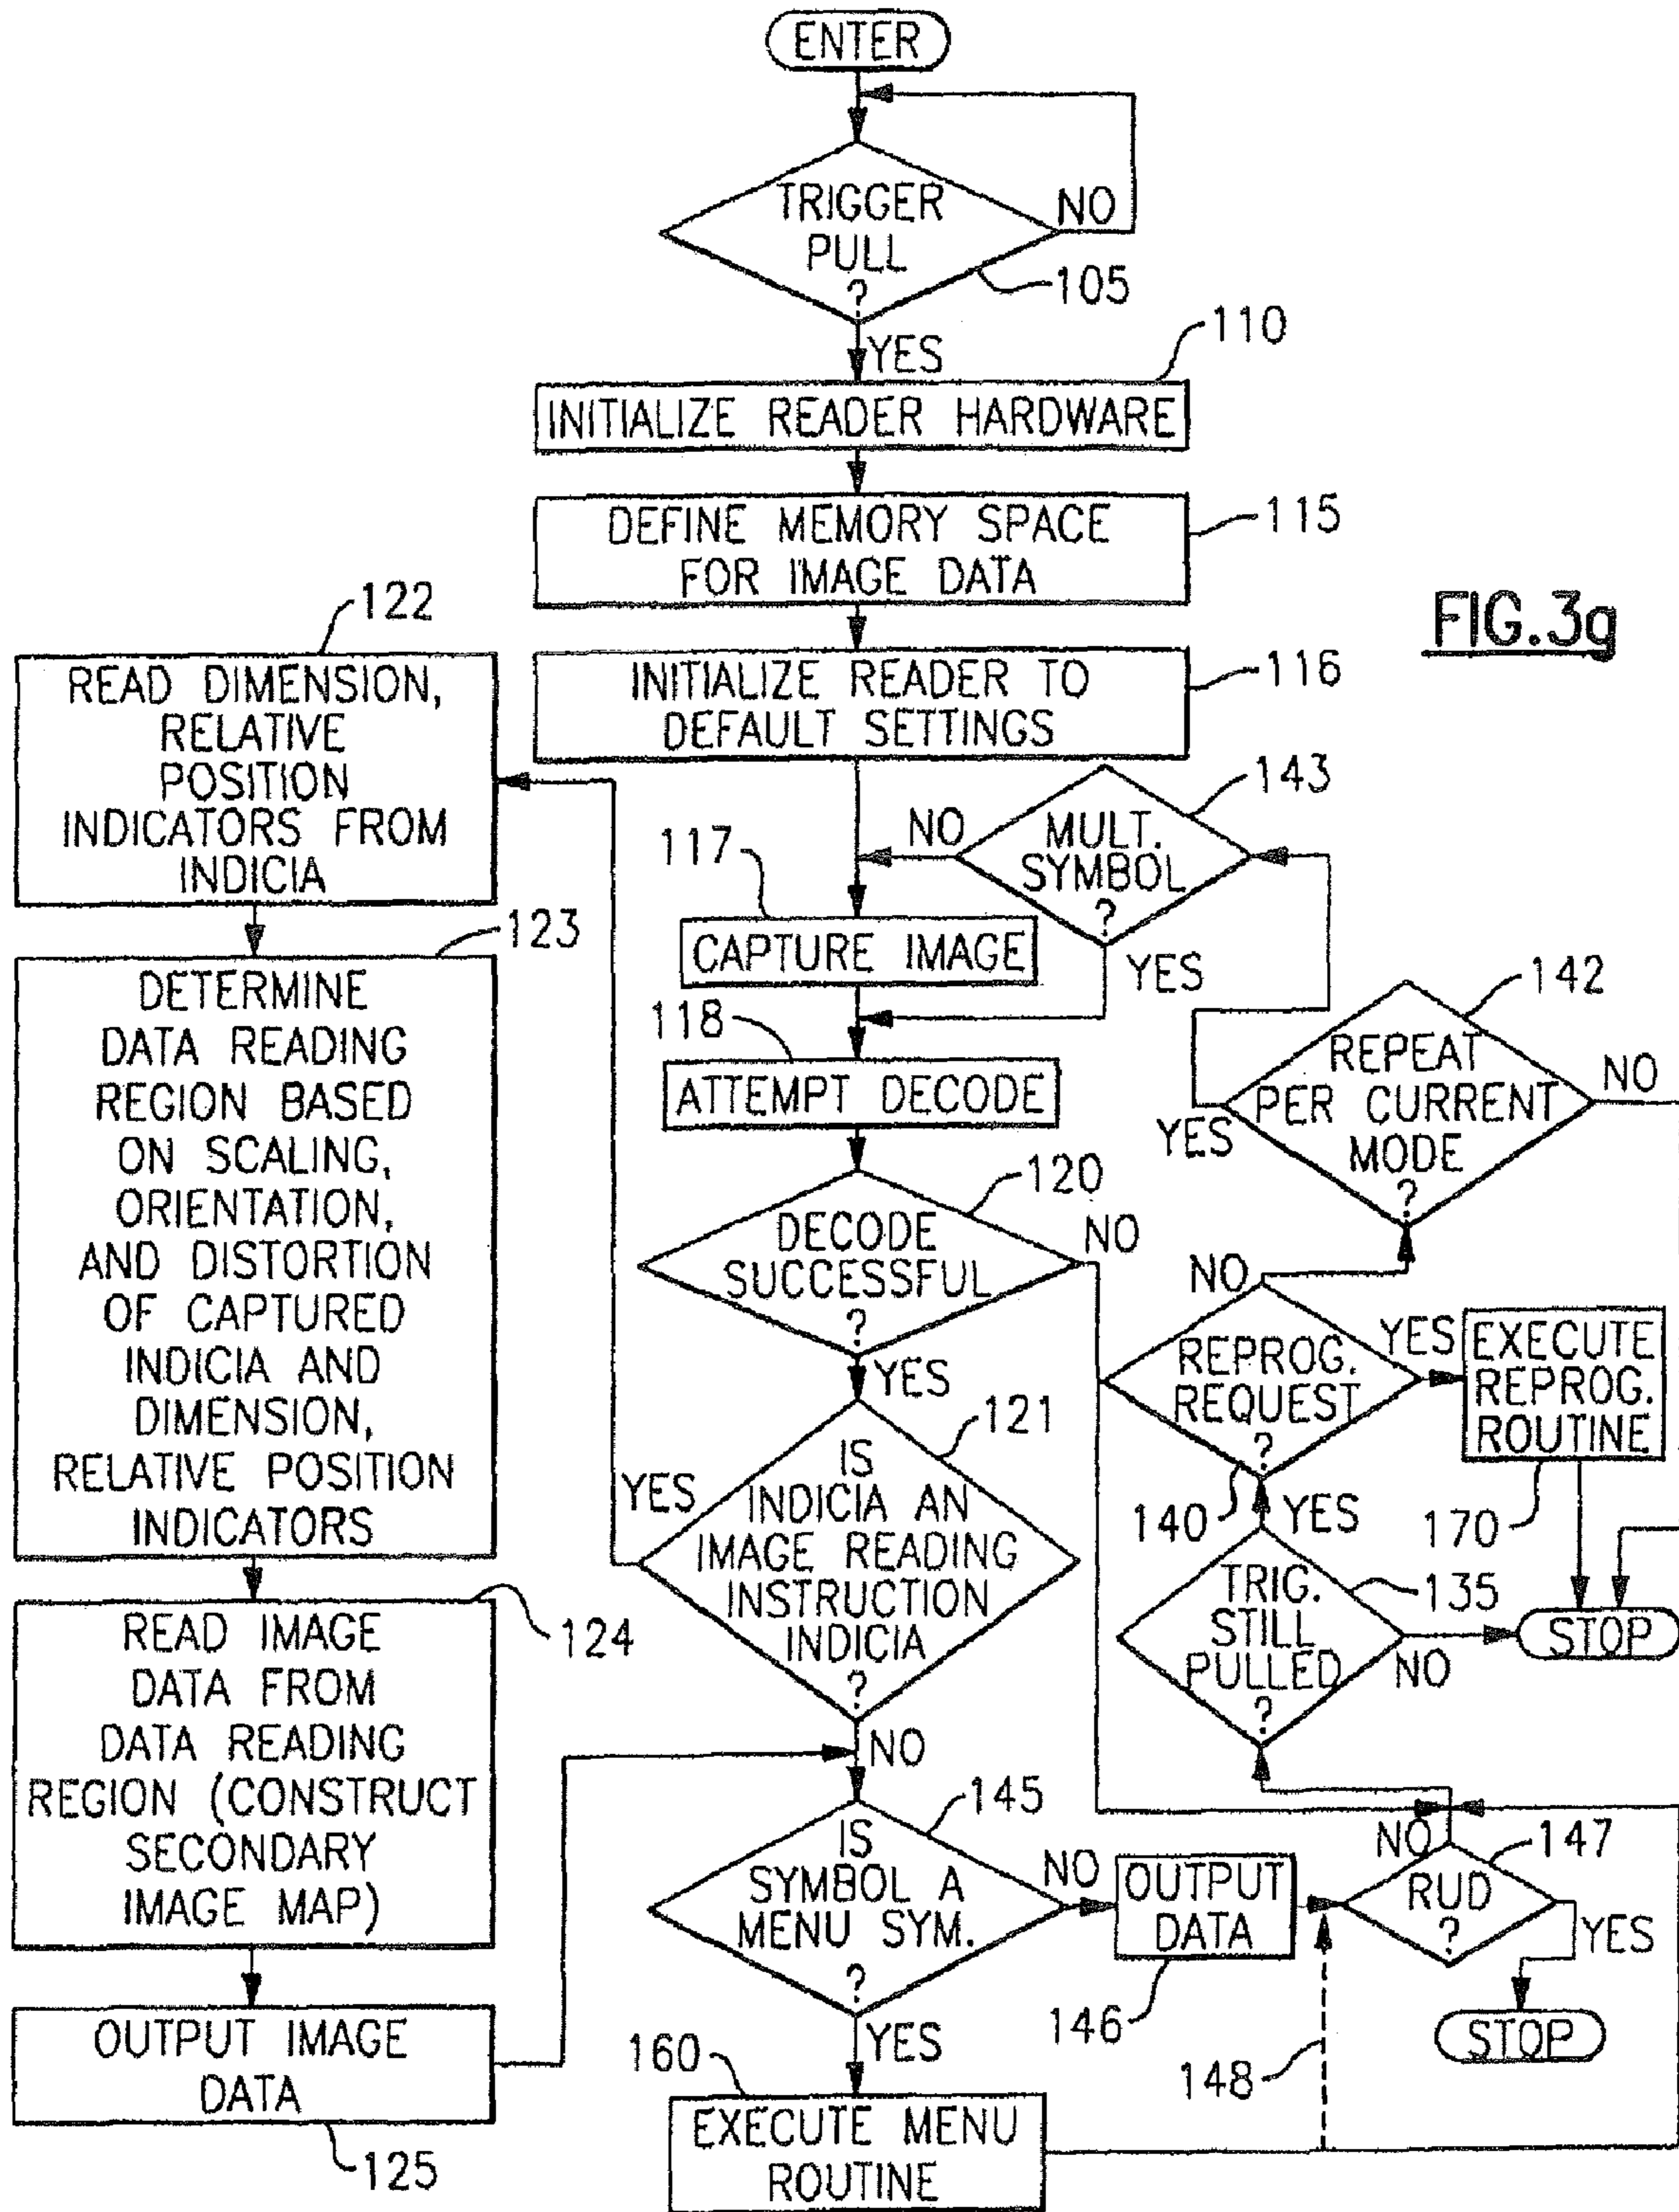 ENTER
TRIGGER
PULL
?
NO
105
YES
110
INITIALIZE READER HARDWARE
DEFINE MEMORY SPACE
FOR IMAGE DATA
115
FIG.3g
INITIALIZE READER TO
DEFAULT SETTINGS
116
122
READ DIMENSION,
RELATIVE
POSITION
INDICATORS FROM
INDICIA
123
DETERMINE
DATA READING
REGION BASED
ON SCALING,
ORIENTATION,
AND DISTORTION
OF CAPTURED
INDICIA AND
DIMENSION,
RELATIVE POSITION
INDICATORS
READ IMAGE
DATA FROM
DATA READING
REGION (CONSTRUCT
SECONDARY
IMAGE MAP)
124
OUTPUT IMAGE
DATA
125
143
MULT.
SYMBOL
?
NO
YES
117
CAPTURE IMAGE
118
ATTEMPT DECODE
120
DECODE
SUCCESSFUL
?
NO
YES
121
IS
INDICIA AN
IMAGE READING
INSTRUCTION
INDICIA
?
YES
NO
145
IS
SYMBOL A
MENU SYM.
?
NO
YES
OUTPUT
DATA
146
160
EXECUTE MENU
ROUTINE
148
142
REPEAT
PER CURRENT
MODE
?
YES
NO
NO
REPROG.
REQUEST
?
YES
140
EXECUTE
REPROG.
ROUTINE
170
YES
TRIG.
STILL
PULLED
?
135
NO
STOP
NO
147
RUD
?
YES
STOP